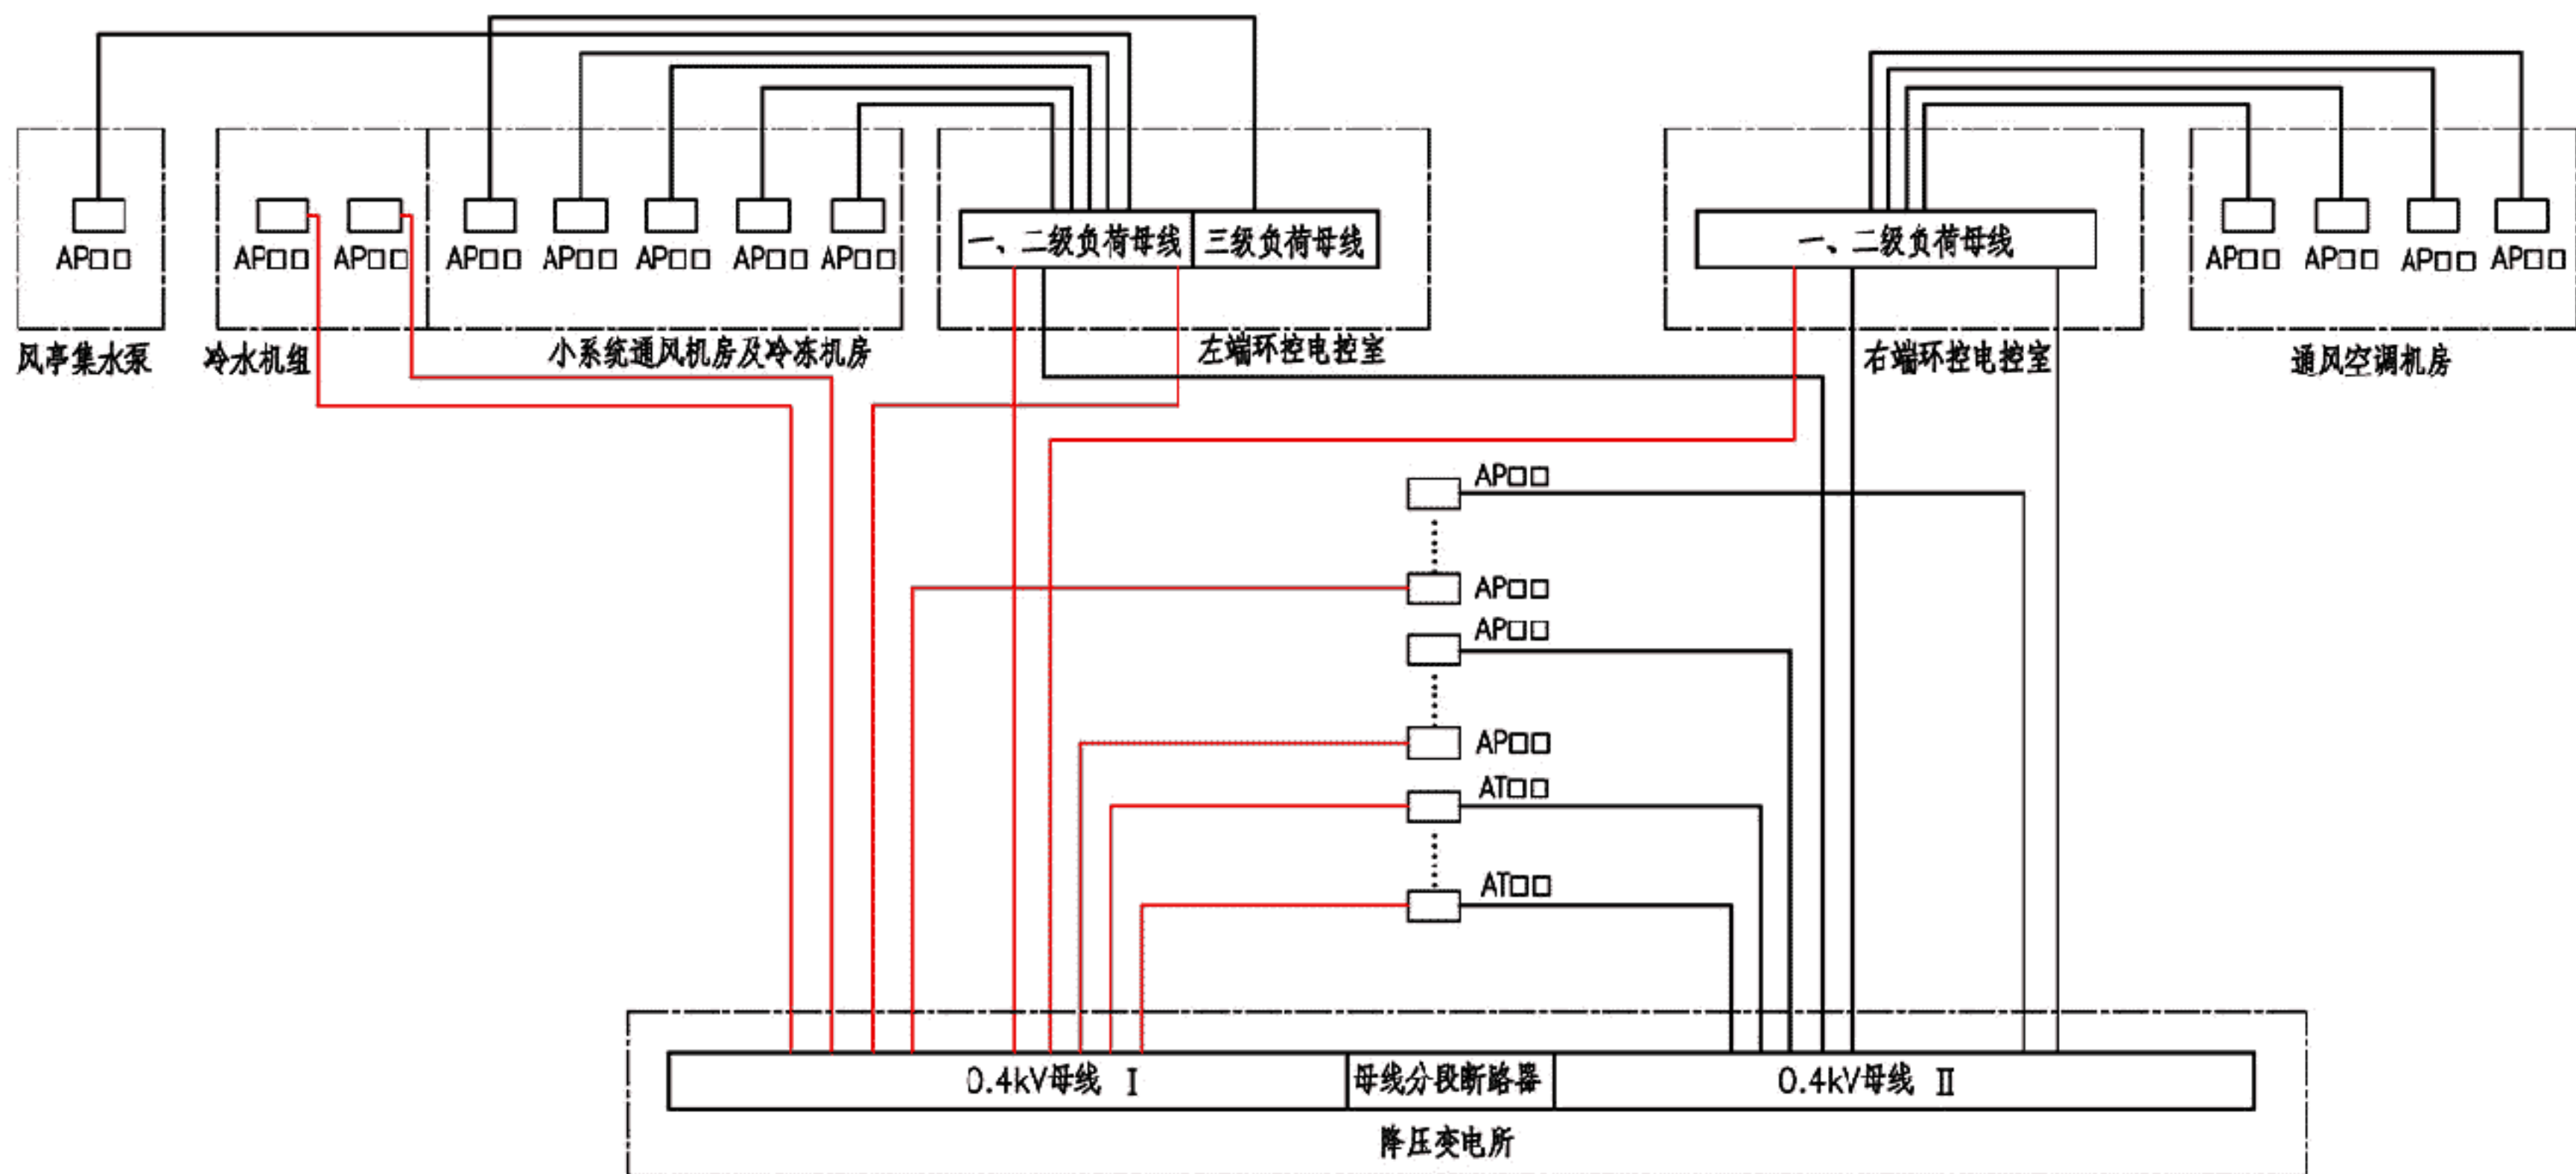 AP□□
AP□□
AP□□
AP□□
AP□□
AP□□
AP□□
AP□□
一、二级负荷母线
三级负荷母线
一、二级负荷母线
AP□□
AP□□
AP□□
AP□□
风亭集水泵
冷水机组
小系统通风机房及冷冻机房
左端环控电控室
右端环控电控室
通风空调机房
AP□□
AP□□
AP□□
AP□□
AT□□
AT□□
0.4kV母线 Ⅰ
母线分段断路器
0.4kV母线 Ⅱ
降压变电所